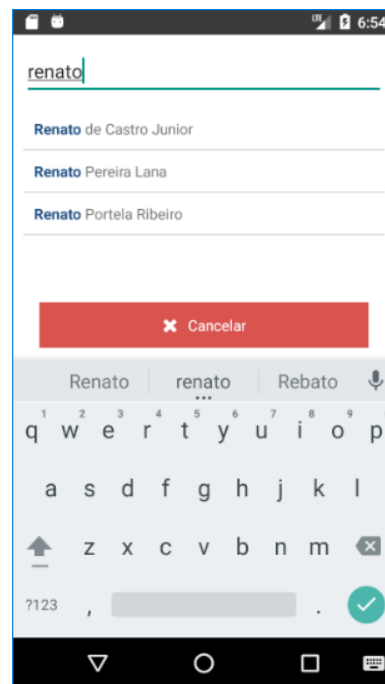 LTE 6:54
renato
Renato de Castro Junior
Renato Pereira Lana
Renato Portela Ribeiro
Cancelar
Renato renato Rebato
1 2 3 4 5 6 7 8 9
q w e r t y u i o p
a s d f g h j k l
z x c v b n m
?123 , .